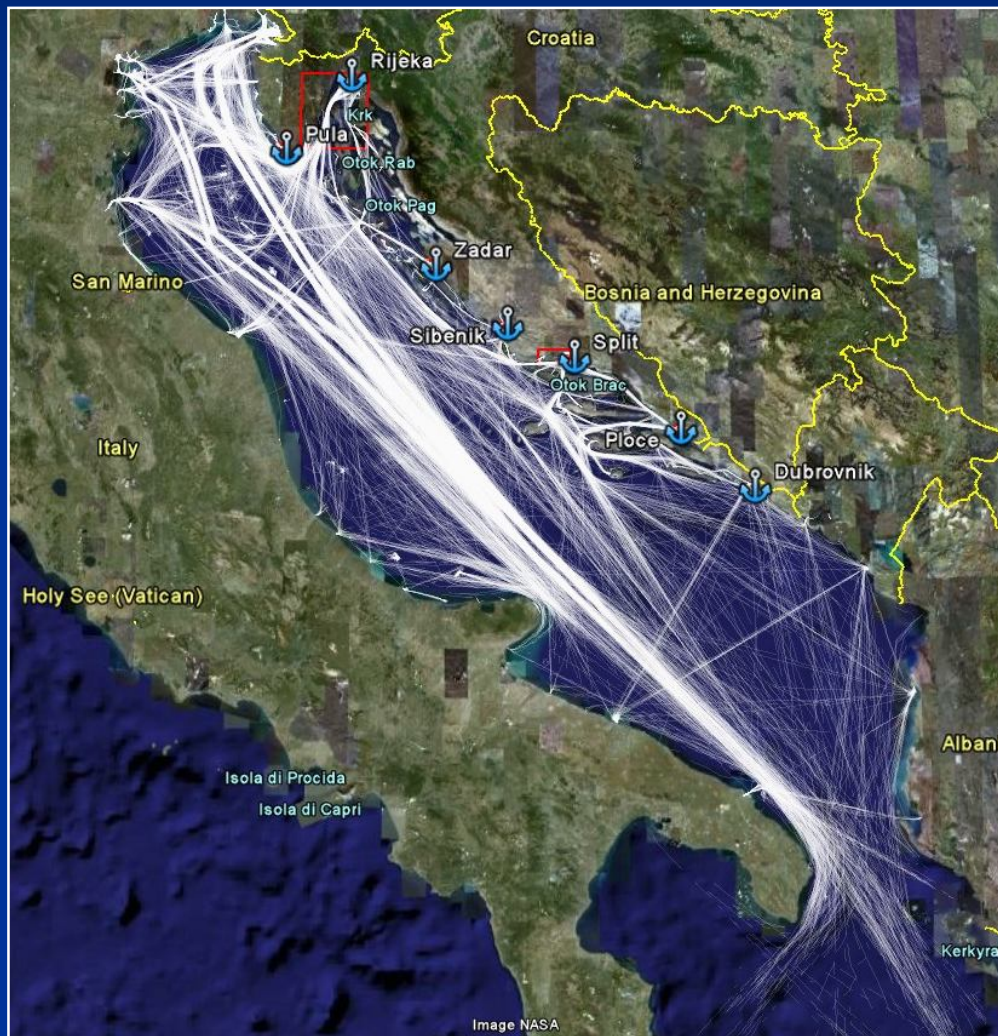 Croatia
Rijeka
Krk
Pula
Otok Rab
Otok Pag
Zadar
San Marino
Bosnia and Herzegovina
Sibenik
Split
Otok Brac
Italy
Ploce
Dubrovnik
Holy See (Vatican)
Alban
Isola di Procida
Isola di Capri
Kerkyra
Image NASA